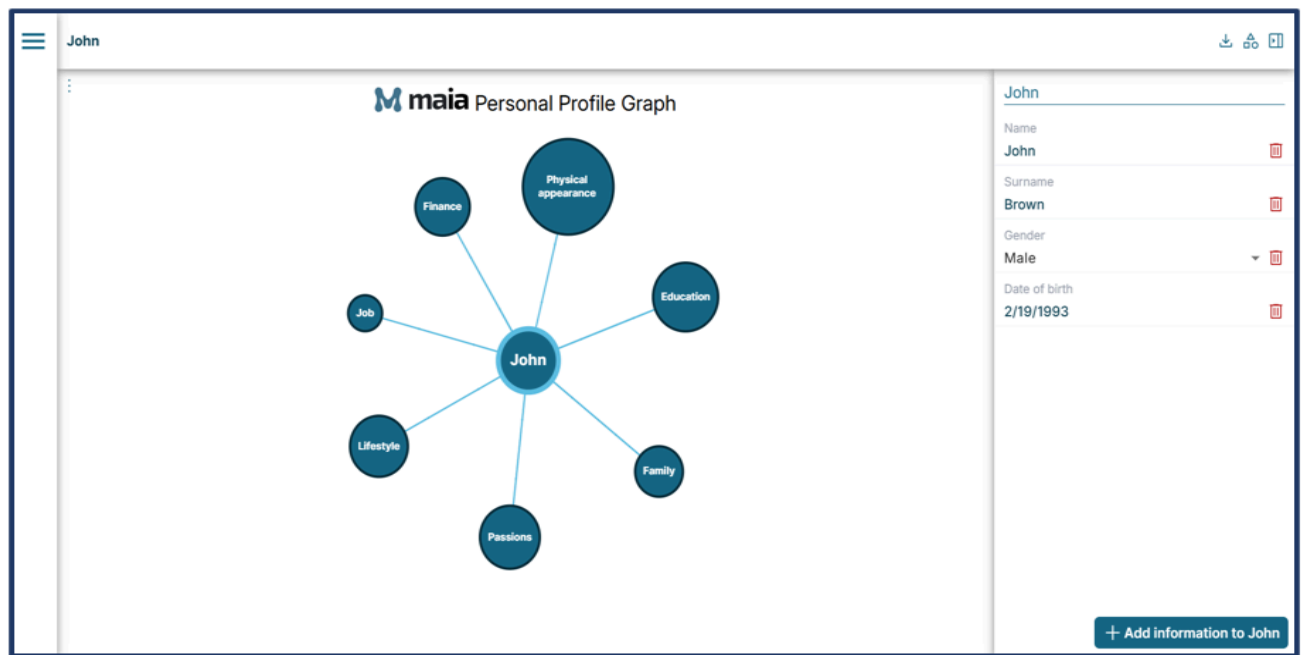 John
maia Personal Profile Graph
Physical
appearance
Finance
Education
Job
John
Lifestyle
Family
Passions
John
Name
John
Surname
Brown
Gender
Male
Date of birth
2/19/1993
+ Add information to John